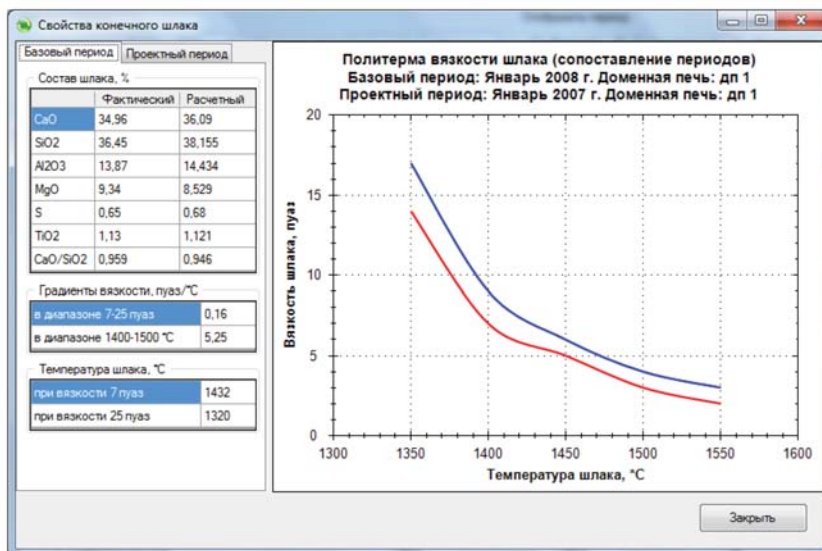 Свойства конечного шлака
Базовый период Проектный период
Состав шлака, %
Фактический Расчетный
CaO 34,96 36,09
SiO2 36,45 38,155
Al2O3 13,87 14,434
MgO 9,34 8,529
S 0,65 0,68
TiO2 1,13 1,121
CaO/SiO2 0,959 0,946
Градиенты вязкости, пуаз/°C
в диапазоне 7-25 пуаз 0,16
в диапазоне 1400-1500 °C 5,25
Температура шлака, °C
при вязкости 7 пуаз 1432
при вязкости 25 пуаз 1320
Политерма вязкости шлака (сопоставление периодов)
Базовый период: Январь 2008 г. Доменная печь: дп 1
Проектный период: Январь 2007 г. Доменная печь: дп 1
Вязкость шлака, пуаз
20
15
10
5
0
1300 1350 1400 1450 1500 1550 1600
Температура шлака, °C
Закрыть